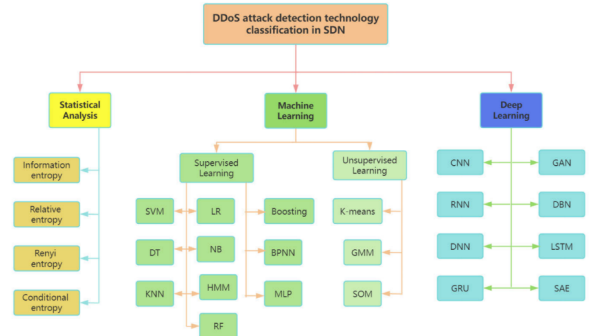 DDoS attack detection technology
classification in SDN
Statistical
Analysis
Machine
Learning
Deep
Learning
Information
entropy
Relative
entropy
Renyi
entropy
Conditional
entropy
Supervised
Learning
Unsupervised
Learning
SVM
LR
Boosting
DT
NB
BPNN
KNN
HMM
MLP
RF
K-means
GMM
SOM
CNN
GAN
RNN
DBN
DNN
LSTM
GRU
SAE